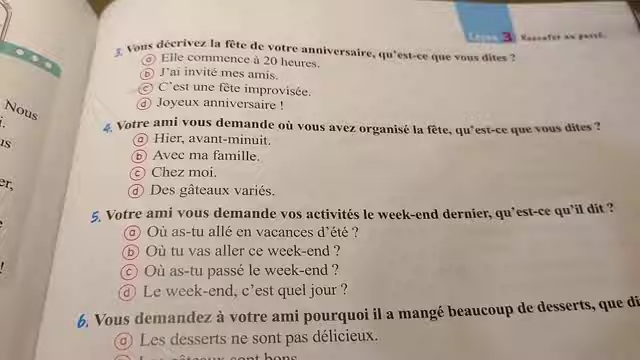 Leçon 3 Raconter au passé.
3. Vous décrivez la fête de votre anniversaire, qu'est-ce que vous dites ?
ⓐ Elle commence à 20 heures.
ⓑ J'ai invité mes amis.
ⓒ C'est une fête improvisée.
ⓓ Joyeux anniversaire !
Nous
4. Votre ami vous demande où vous avez organisé la fête, qu'est-ce que vous dites ?
ⓐ Hier, avant-minuit.
ⓑ Avec ma famille.
ⓒ Chez moi.
ⓓ Des gâteaux variés.
5. Votre ami vous demande vos activités le week-end dernier, qu'est-ce qu'il dit ?
ⓐ Où as-tu allé en vacances d'été ?
ⓑ Où tu vas aller ce week-end ?
ⓒ Où as-tu passé le week-end ?
ⓓ Le week-end, c'est quel jour ?
6. Vous demandez à votre ami pourquoi il a mangé beaucoup de desserts, que di
ⓐ Les desserts ne sont pas délicieux.